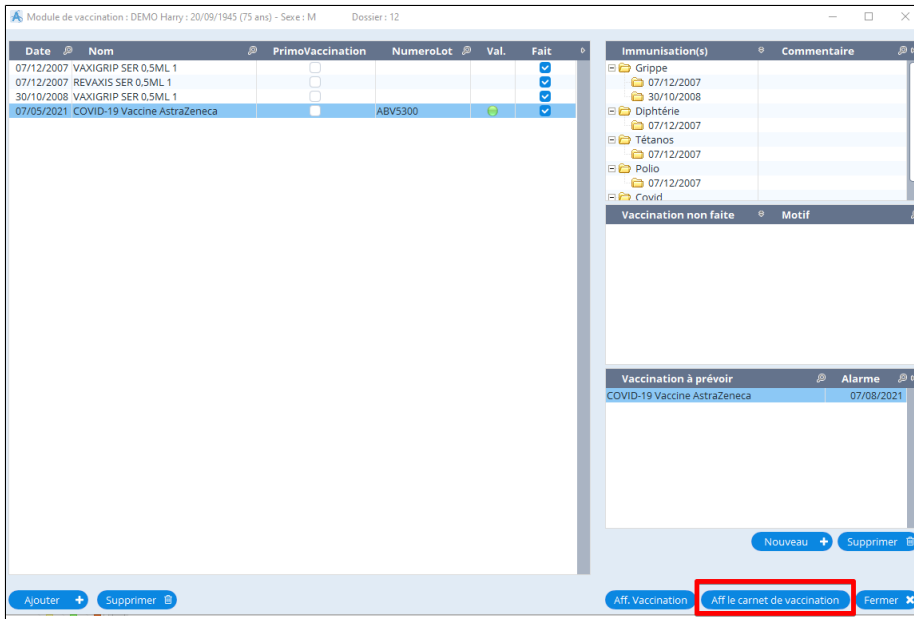 Module de vaccination : DEMO Harry : 20/09/1945 (75 ans) - Sexe : M Dossier : 12
Date Nom PrimoVaccination NumeroLot Val. Fait
07/12/2007 VAXIGRIP SER 0,5ML 1
07/12/2007 REVAXIS SER 0,5ML 1
30/10/2008 VAXIGRIP SER 0,5ML 1
07/05/2021 COVID-19 Vaccine AstraZeneca ABV5300
Immunisation(s) Commentaire
Grippe
07/12/2007
30/10/2008
Diphtérie
07/12/2007
Tétanos
07/12/2007
Polio
07/12/2007
Covid
Vaccination non faite Motif
Vaccination à prévoir Alarme
COVID-19 Vaccine AstraZeneca 07/08/2021
Nouveau Supprimer
Ajouter Supprimer Aff. Vaccination Aff le carnet de vaccination Fermer